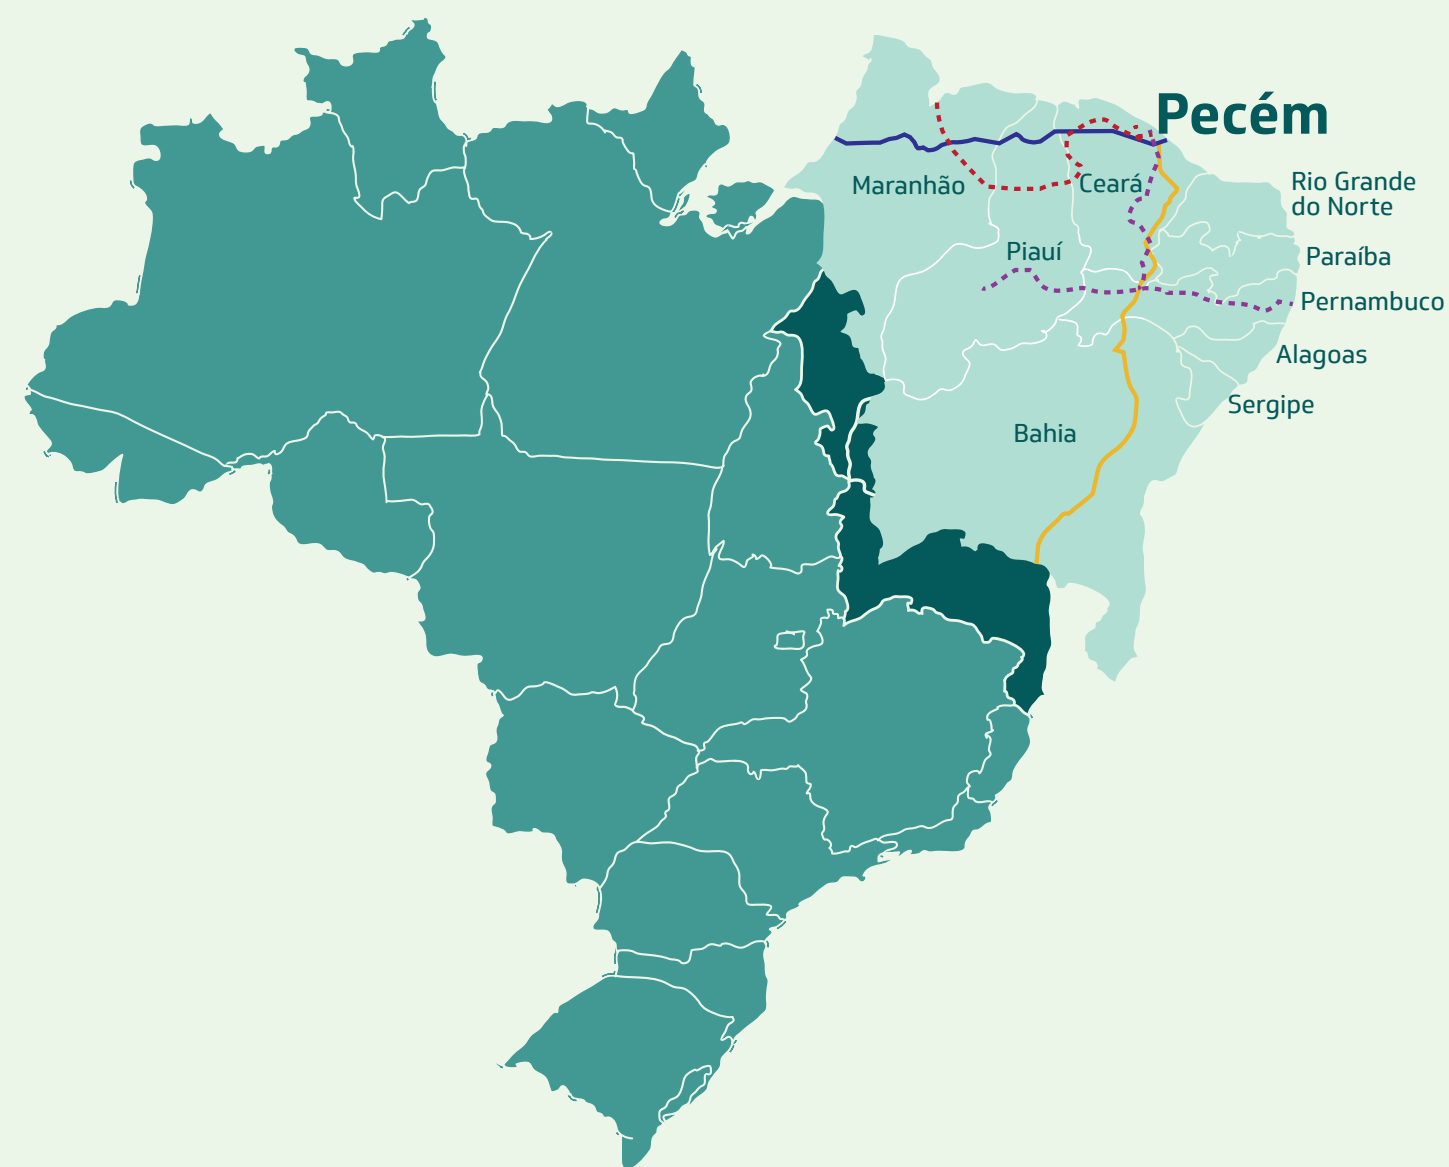 Pecém
Maranhão
Ceará
Rio Grande
do Norte
Piauí
Paraíba
Pernambuco
Alagoas
Sergipe
Bahia